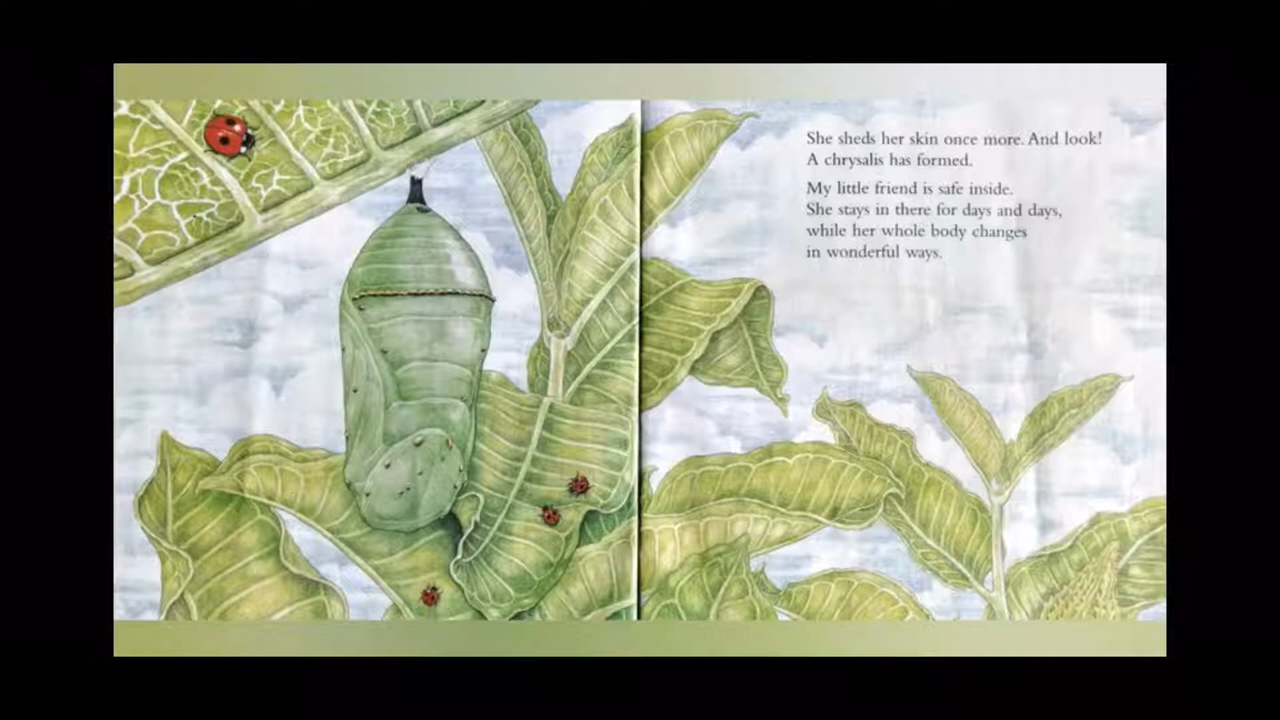 She sheds her skin once more. And look!
A chrysalis has formed.
My little friend is safe inside.
She stays in there for days and days,
while her whole body changes
in wonderful ways.